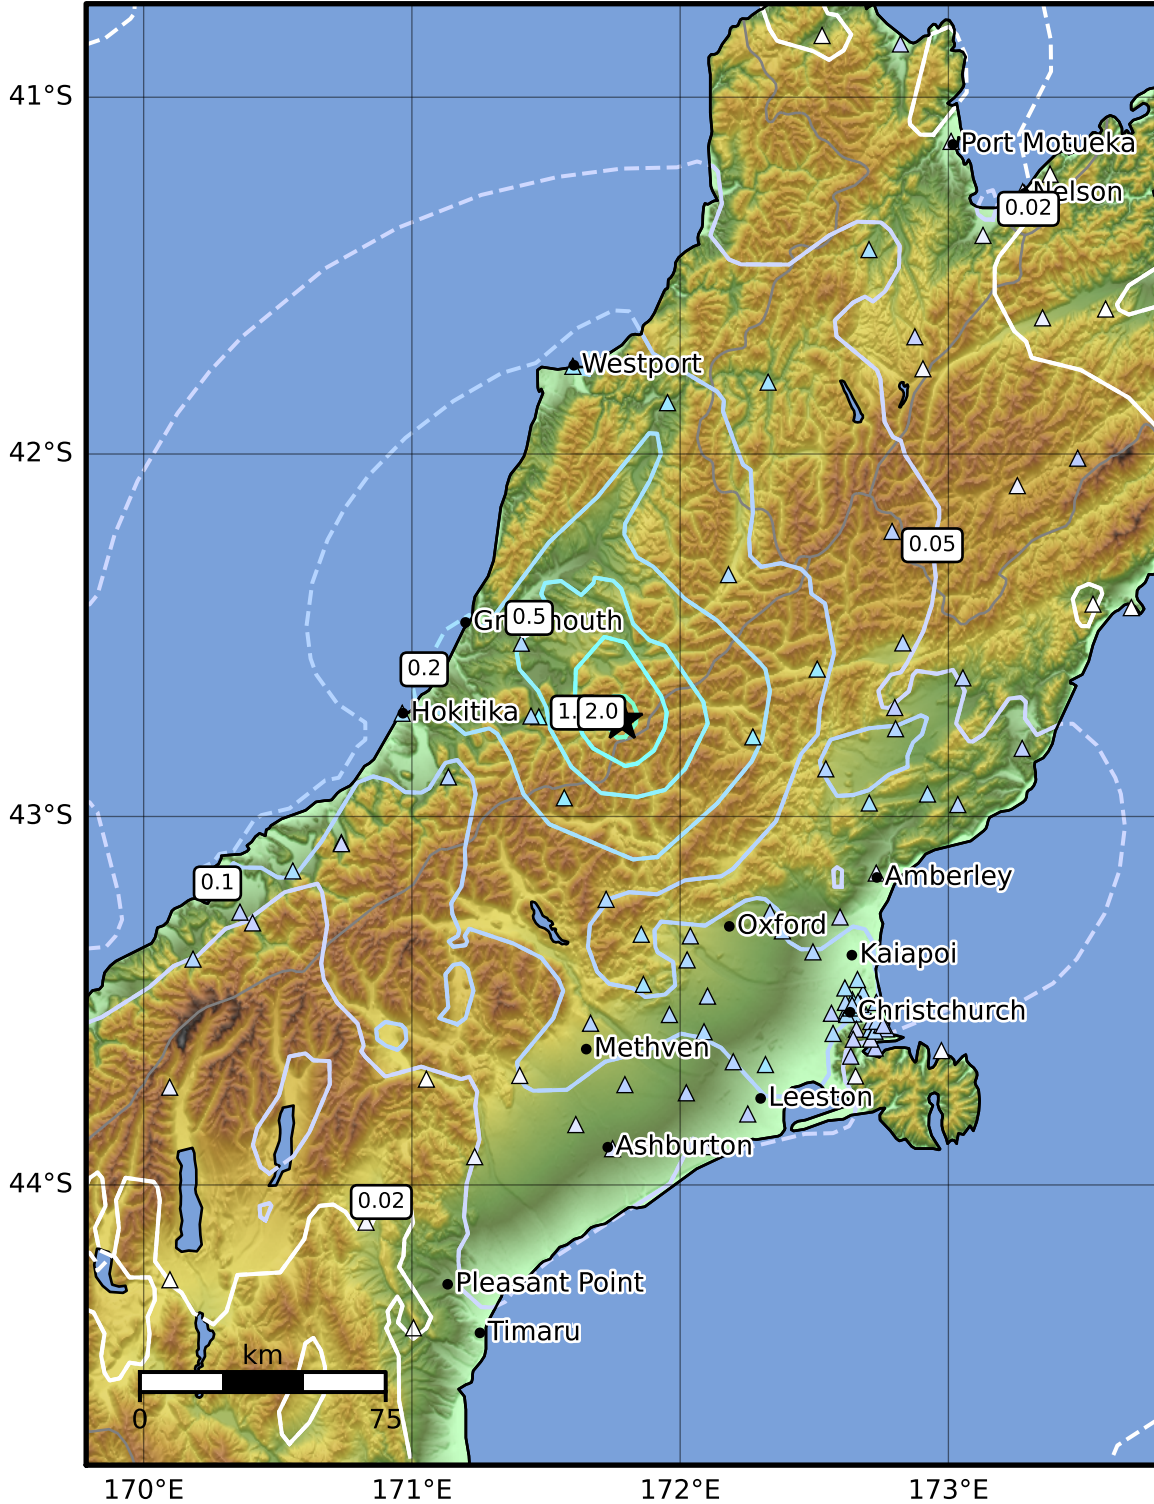 41°S
Port Motueka
Nelson
0.02
Westport
42°S
0.05
0.5
0.2
Hokitika
2.0
43°S
0.1
Amberley
Oxford
Kaiapoi
Christchurch
Methven
Leeston
Ashburton
44°S
0.02
Pleasant Point
Timaru
km
0
75
170°E
171°E
172°E
173°E